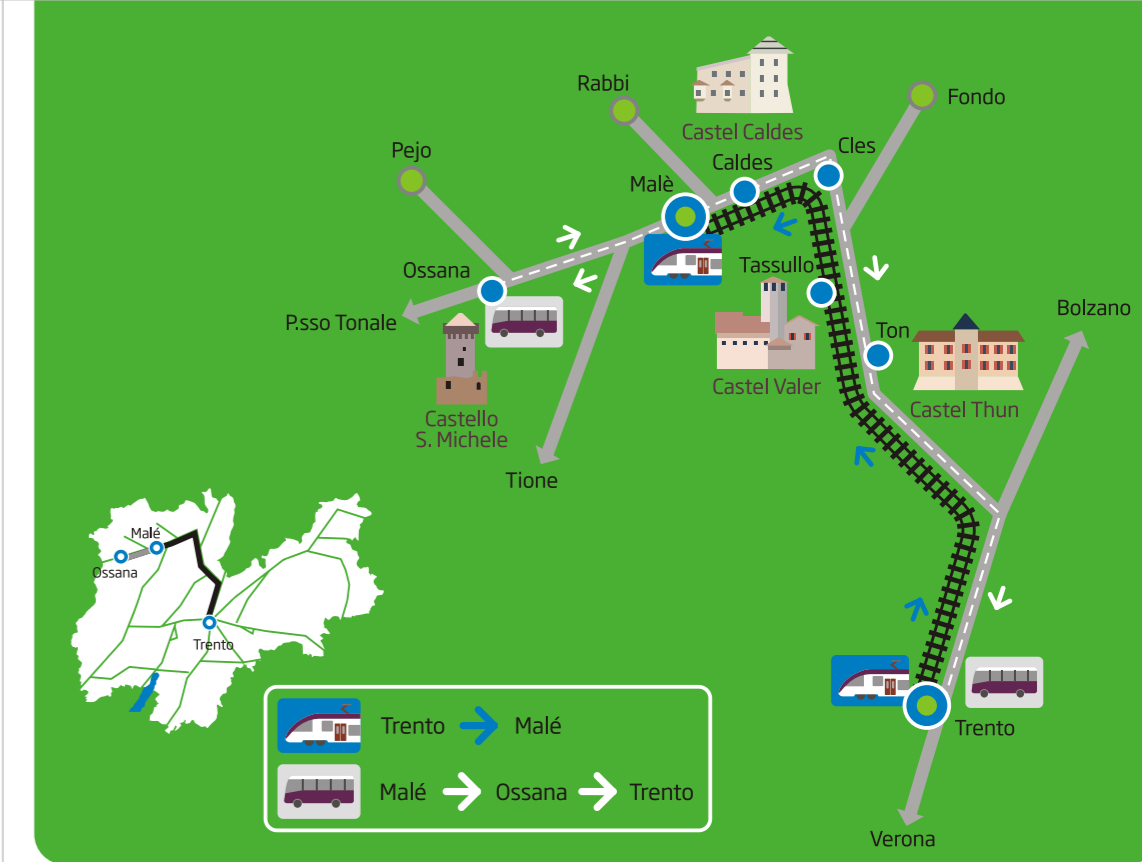 Rabbi
Fondo
Castel Caldes
Cles
Pejo
Caldes
Malè
Ossana
Tassullo
Bolzano
P.sso Tonale
Ton
Castel Valer
Castel Thun
Castello
S. Michele
Tione
Malé
Ossana
Trento
Trento Malé
Trento
Malé Ossana Trento
Verona